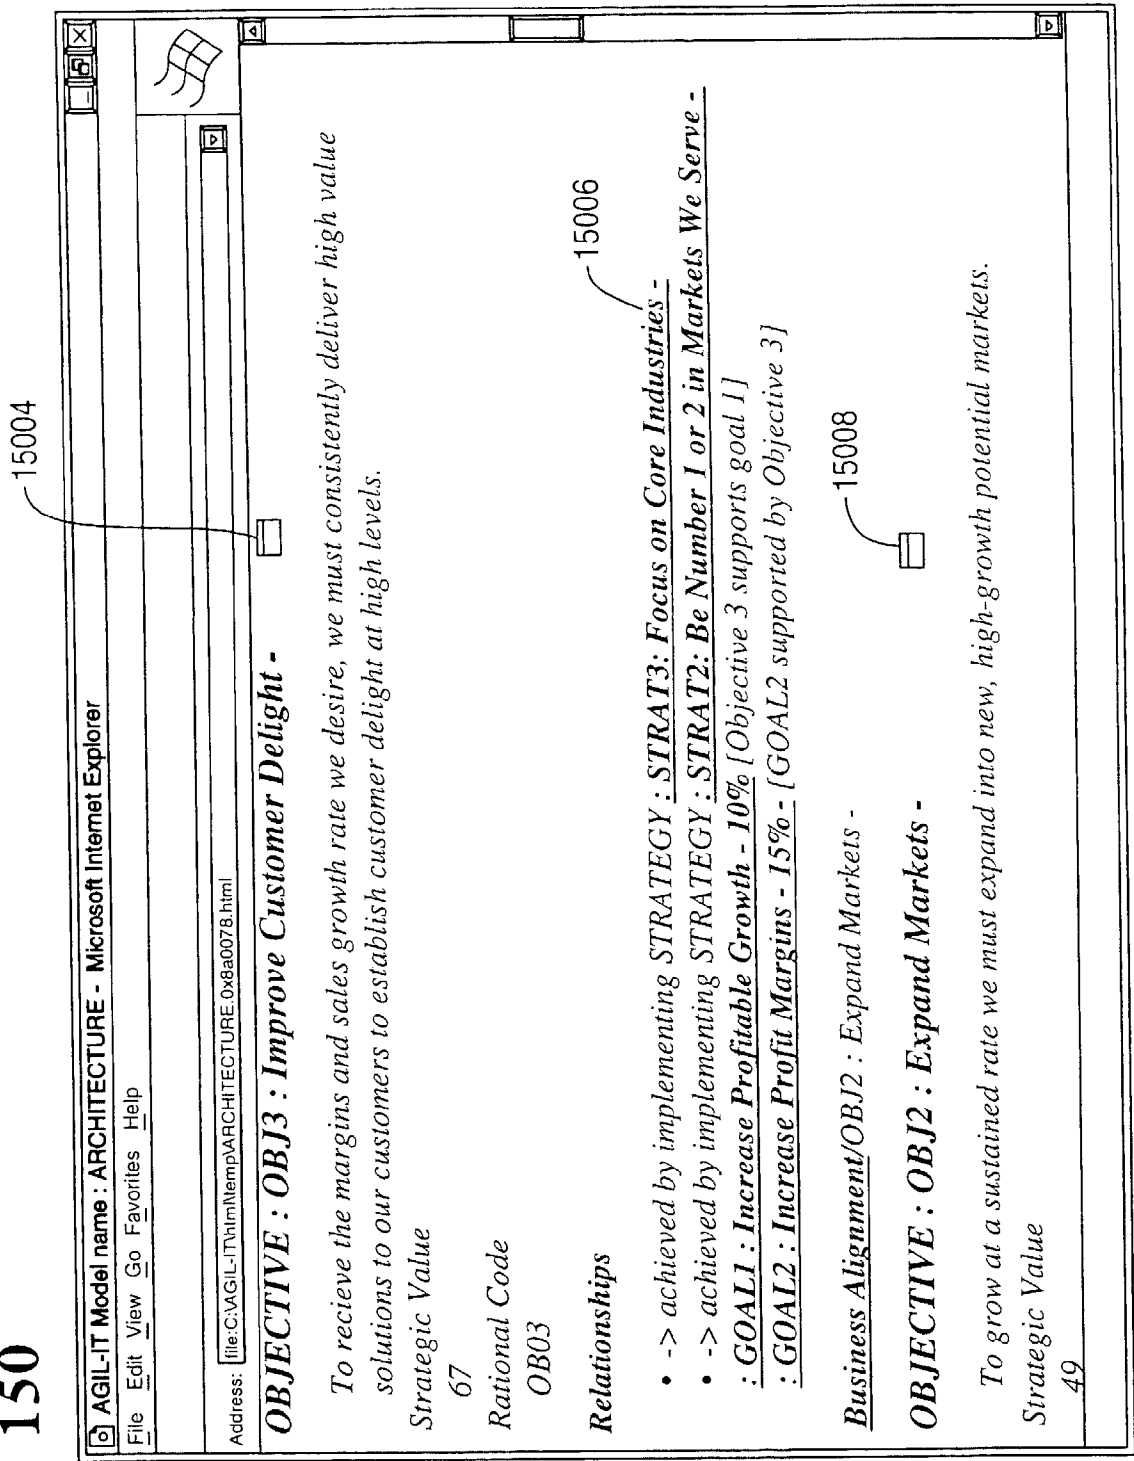 150
15004
AGIL-IT Model name : ARCHITECTURE - Microsoft Internet Explorer
File Edit View Go Favorites Help
Address: file:C:\AGIL-IT\html\temp\ARCHITECTURE.0x8a0078.html
OBJECTIVE : OBJ3 : Improve Customer Delight -
To recieve the margins and sales growth rate we desire, we must consistently deliver high value
solutions to our customers to establish customer delight at high levels.
Strategic Value
67
Rational Code
OB03
15006
Relationships
• -> achieved by implementing STRATEGY : STRAT3: Focus on Core Industries -
• -> achieved by implementing STRATEGY : STRAT2: Be Number 1 or 2 in Markets We Serve -
: GOAL1 : Increase Profitable Growth - 10% [Objective 3 supports goal 1]
: GOAL2 : Increase Profit Margins - 15% - [GOAL2 supported by Objective 3]
15008
Business Alignment/OBJ2 : Expand Markets -
OBJECTIVE : OBJ2 : Expand Markets -
To grow at a sustained rate we must expand into new, high-growth potential markets.
Strategic Value
49